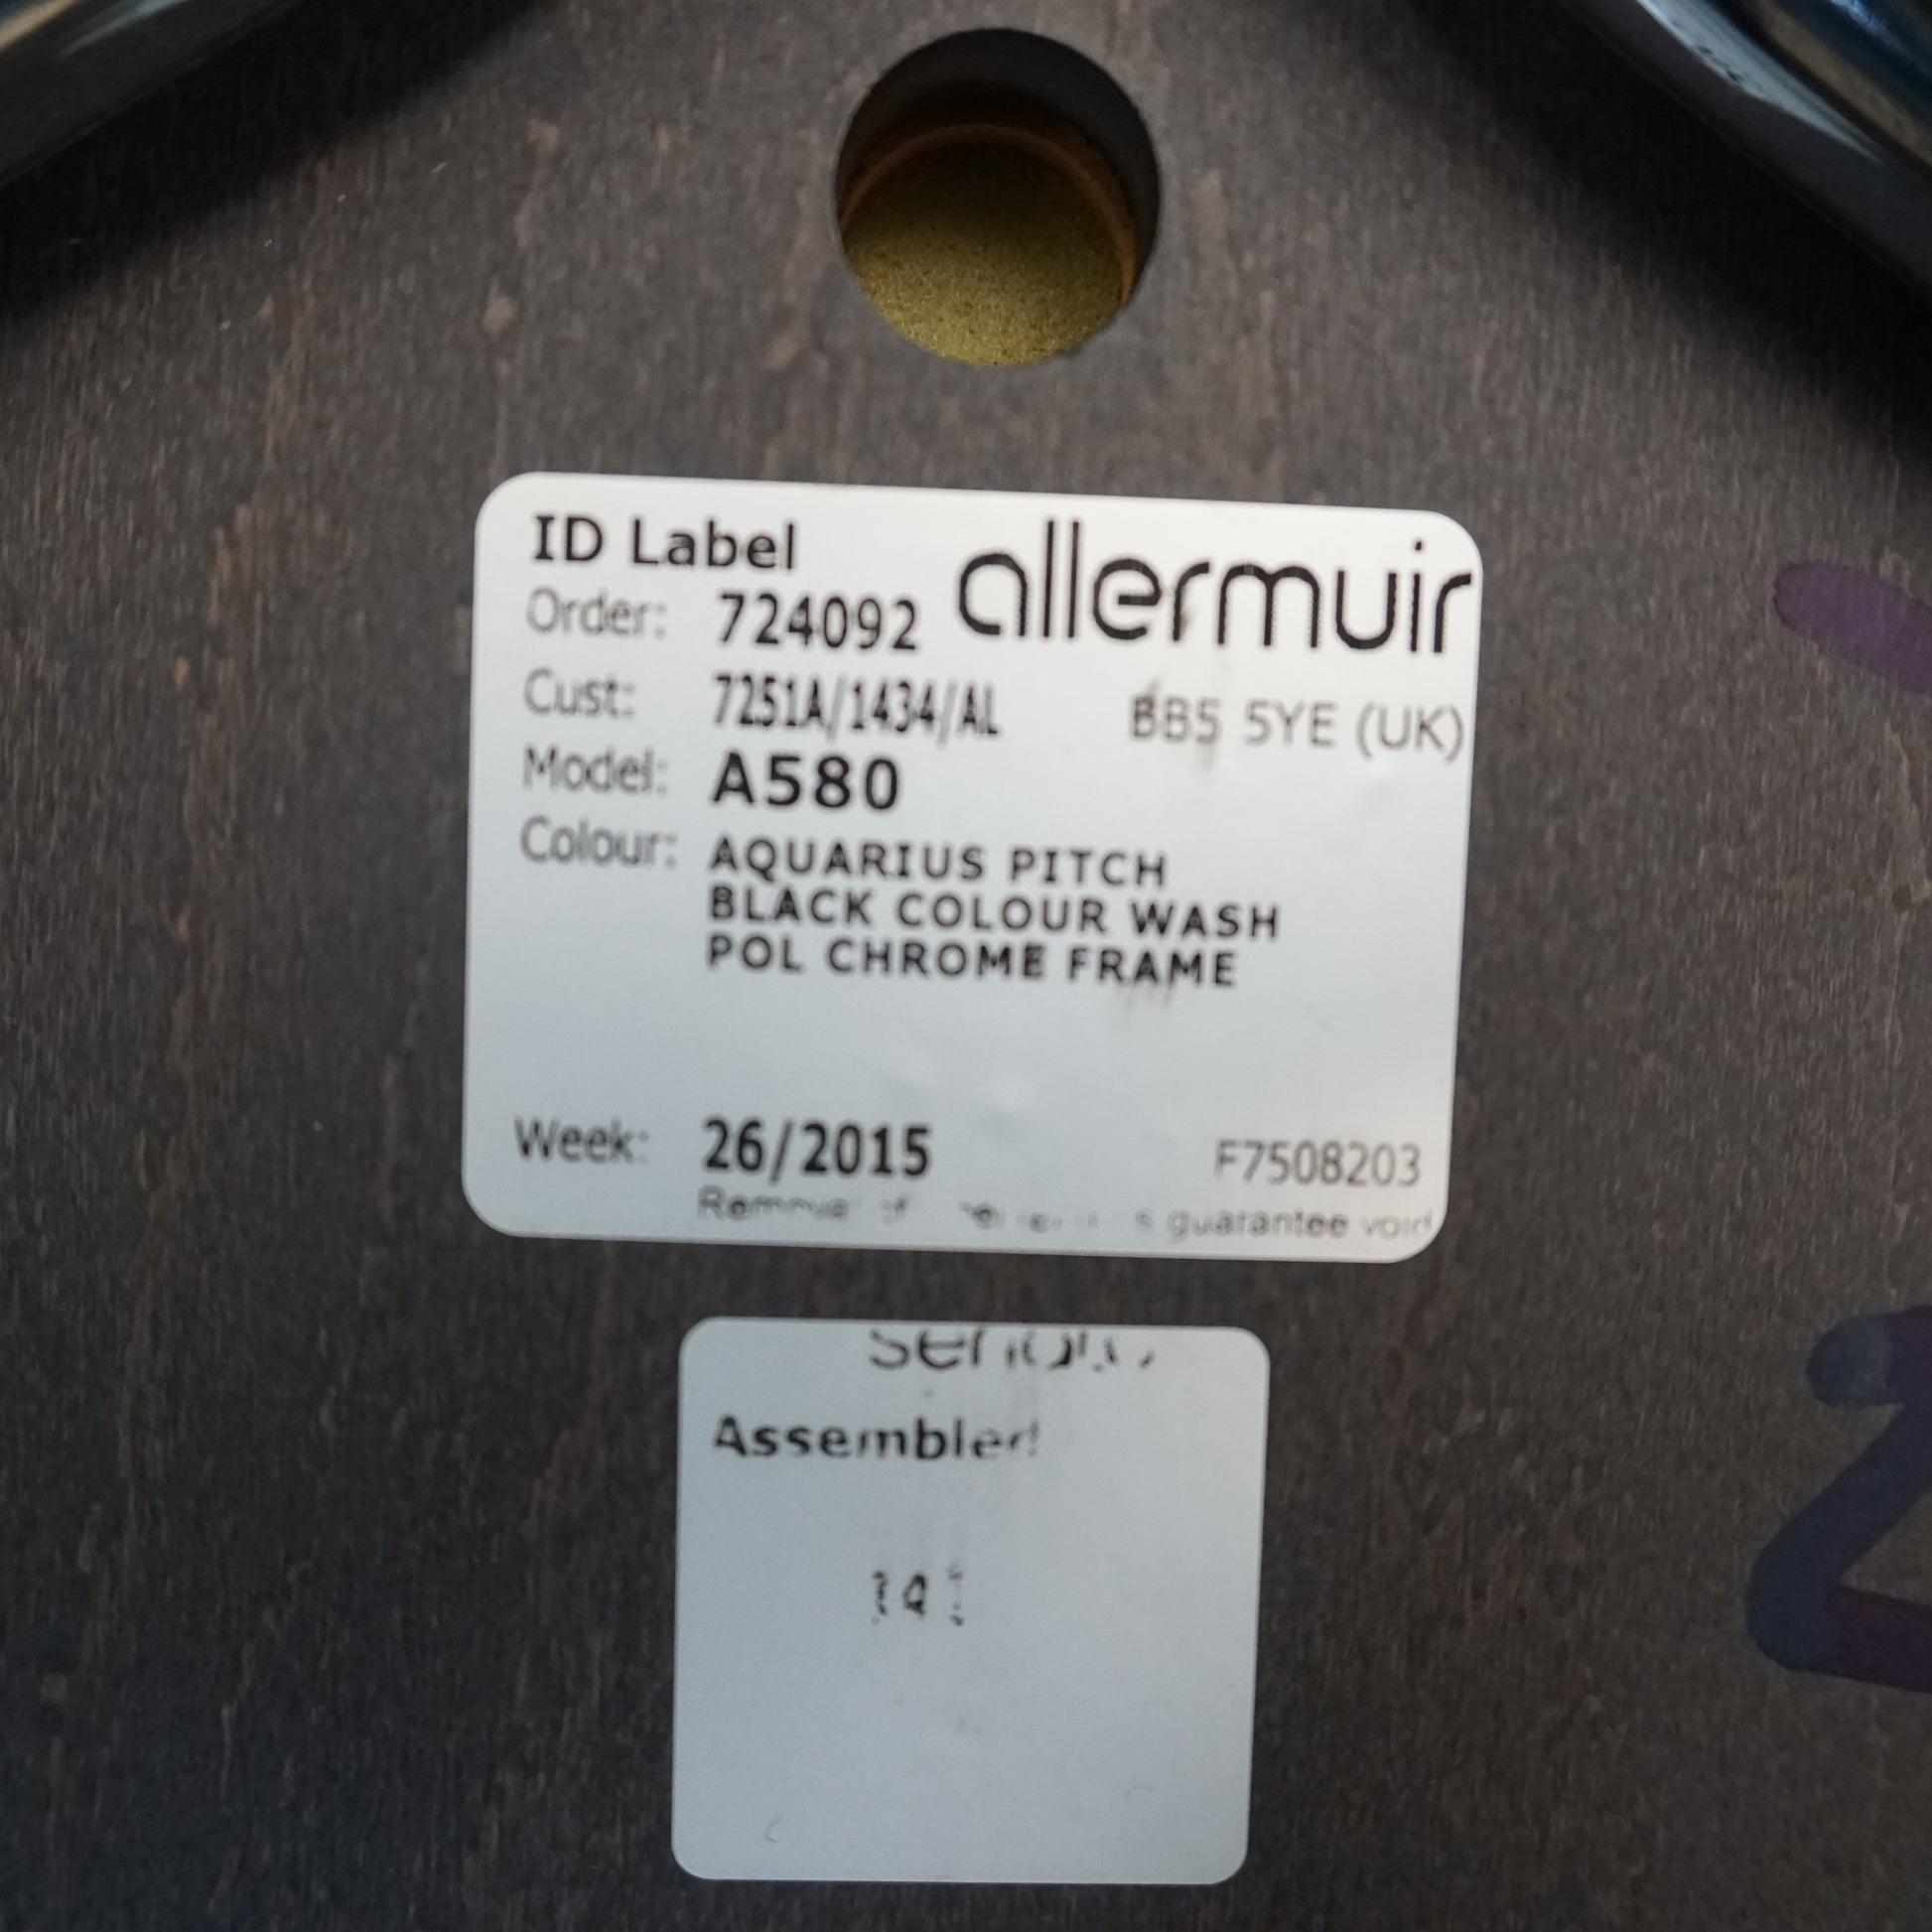 ID Label
allermuir
Order: 724092
Cust: 7251A/1434/AL
BB5 5YE (UK)
Model: A580
Colour: AQUARIUS PITCH
BLACK COLOUR WASH
POL CHROME FRAME
Week: 26/2015
F7508203
guarantee void
Assembled